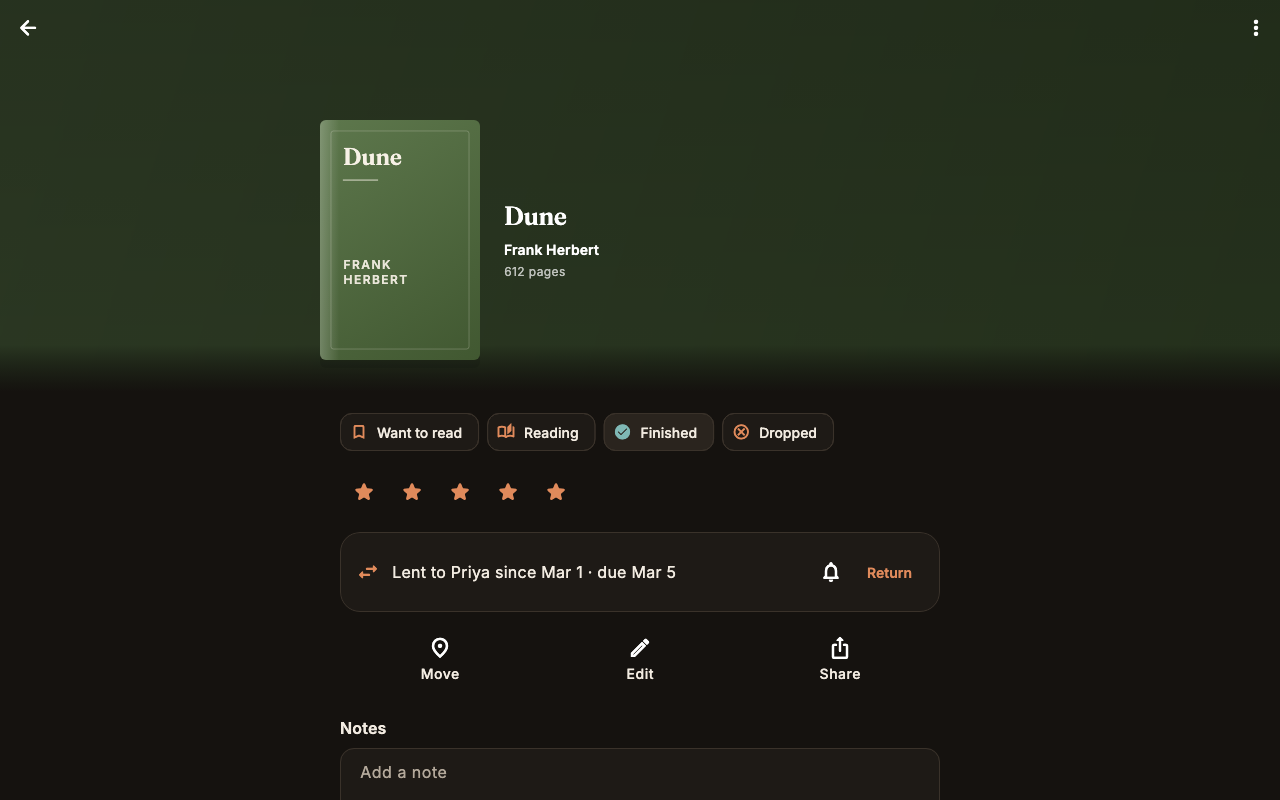 Dune
FRANK
HERBERT
Dune
Frank Herbert
612 pages
Want to read
Reading
Finished
Dropped
Lent to Priya since Mar 1 · due Mar 5
Return
Move
Edit
Share
Notes
Add a note